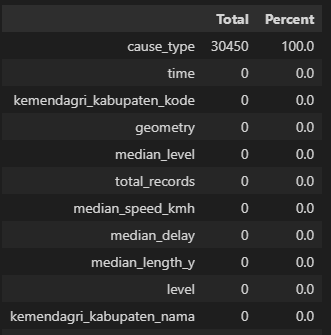 Total Percent
cause_type 30450 100.0
time 0 0.0
kemendagri_kabupaten_kode 0 0.0
geometry 0 0.0
median_level 0 0.0
total_records 0 0.0
median_speed_kmh 0 0.0
median_delay 0 0.0
median_length_y 0 0.0
level 0 0.0
kemendagri_kabupaten_nama 0 0.0